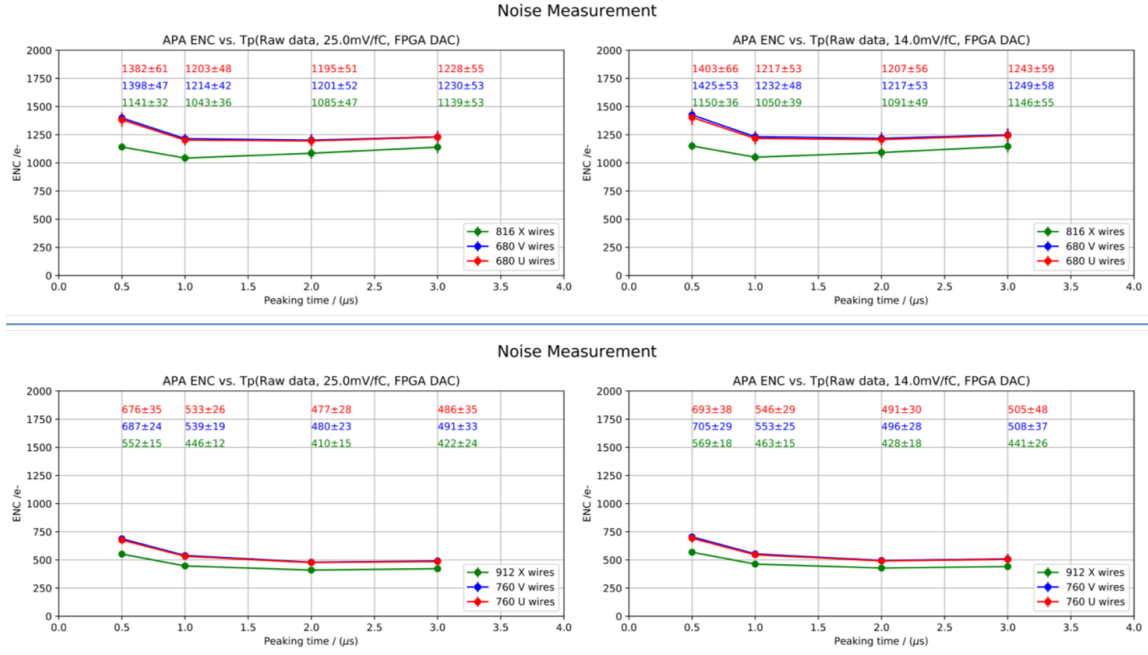 Noise Measurement
APA ENC vs. Tp(Raw data, 25.0mV/fC, FPGA DAC)
2000
1750
1500
1250
1000
750
500
250
0
ENC /e-
1382±61 1203±48 1195±51 1228±55
1398±47 1214±42 1201±52 1230±53
1141±32 1043±36 1085±47 1139±53
816 X wires
680 V wires
680 U wires
0.0 0.5 1.0 1.5 2.0 2.5 3.0 3.5 4.0
Peaking time / (μs)
APA ENC vs. Tp(Raw data, 14.0mV/fC, FPGA DAC)
2000
1750
1500
1250
1000
750
500
250
0
ENC /e-
1403±66 1217±53 1207±56 1243±59
1425±53 1232±48 1217±53 1249±58
1150±36 1050±39 1091±49 1146±55
816 X wires
680 V wires
680 U wires
0.0 0.5 1.0 1.5 2.0 2.5 3.0 3.5 4.0
Peaking time / (μs)
Noise Measurement
APA ENC vs. Tp(Raw data, 25.0mV/fC, FPGA DAC)
2000
1750
1500
1250
1000
750
500
250
0
ENC /e-
676±35 533±26 477±28 486±35
687±24 539±19 480±23 491±33
552±15 446±12 410±15 422±24
912 X wires
760 V wires
760 U wires
0.0 0.5 1.0 1.5 2.0 2.5 3.0 3.5 4.0
Peaking time / (μs)
APA ENC vs. Tp(Raw data, 14.0mV/fC, FPGA DAC)
2000
1750
1500
1250
1000
750
500
250
0
ENC /e-
693±38 546±29 491±30 505±48
705±29 553±25 496±28 508±37
569±18 463±15 428±18 441±26
912 X wires
760 V wires
760 U wires
0.0 0.5 1.0 1.5 2.0 2.5 3.0 3.5 4.0
Peaking time / (μs)